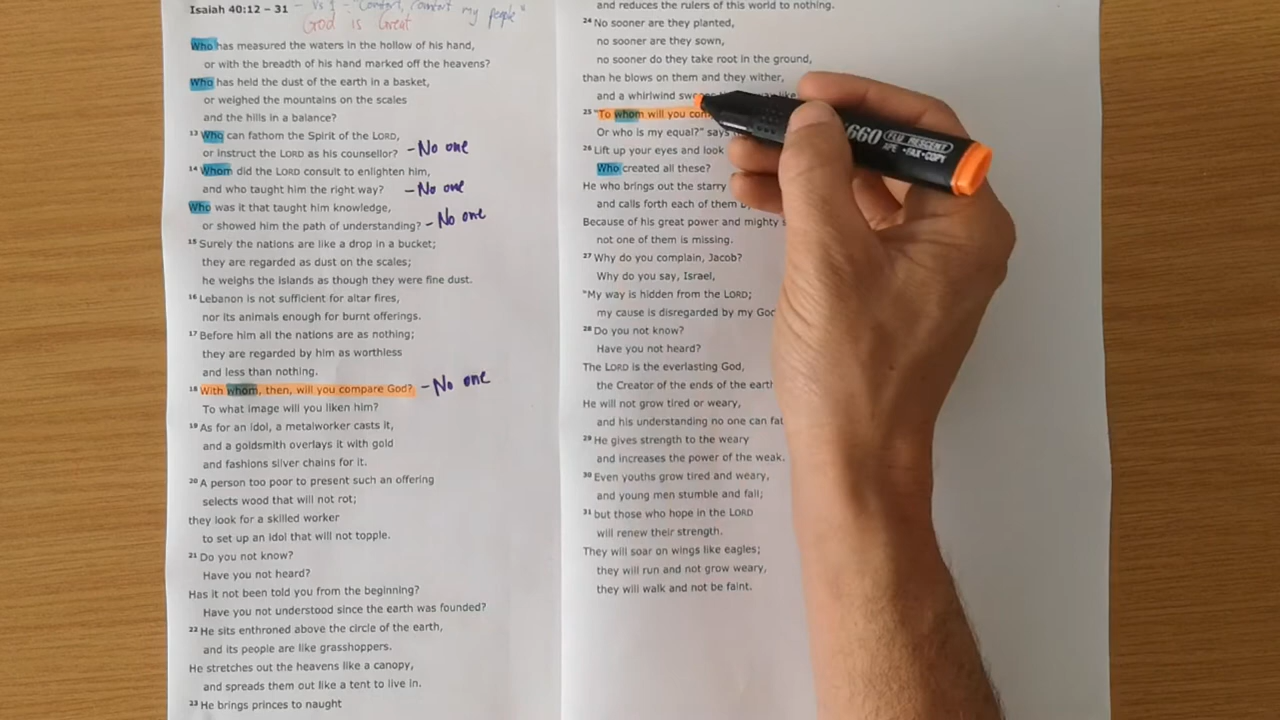 Isaiah 40:12 – 31 – vs 1 – "Comfort, comfort my people"
God is Great
Who has measured the waters in the hollow of his hand,
or with the breadth of his hand marked off the heavens?
Who has held the dust of the earth in a basket,
or weighed the mountains on the scales
and the hills in a balance?
13 Who can fathom the Spirit of the LORD,
or instruct the LORD as his counsellor? – No one
14 Whom did the LORD consult to enlighten him,
and who taught him the right way? – No one
Who was it that taught him knowledge,
or showed him the path of understanding? – No one
15 Surely the nations are like a drop in a bucket;
they are regarded as dust on the scales;
he weighs the islands as though they were fine dust.
16 Lebanon is not sufficient for altar fires,
nor its animals enough for burnt offerings.
17 Before him all the nations are as nothing;
they are regarded by him as worthless
and less than nothing.
18 With whom, then, will you compare God? – No one
To what image will you liken him?
19 As for an idol, a metalworker casts it,
and a goldsmith overlays it with gold
and fashions silver chains for it.
20 A person too poor to present such an offering
selects wood that will not rot;
they look for a skilled worker
to set up an idol that will not topple.
21 Do you not know?
Have you not heard?
Has it not been told you from the beginning?
Have you not understood since the earth was founded?
22 He sits enthroned above the circle of the earth,
and its people are like grasshoppers.
He stretches out the heavens like a canopy,
and spreads them out like a tent to live in.
23 He brings princes to naught
and reduces the rulers of this world to nothing.
24 No sooner are they planted,
no sooner are they sown,
no sooner do they take root in the ground,
than he blows on them and they wither,
and a whirlwind
25 "To whom will you
Or who is my equal?" says
26 Lift up your eyes and look
Who created all these?
He who brings out the starry
and calls forth each of them
Because of his great power and mighty
not one of them is missing.
27 Why do you complain, Jacob?
Why do you say, Israel,
"My way is hidden from the LORD;
my cause is disregarded by my
28 Do you not know?
Have you not heard?
The LORD is the everlasting God,
the Creator of the ends of the earth
He will not grow tired or weary,
and his understanding no one can
29 He gives strength to the weary
and increases the power of the weak.
30 Even youths grow tired and weary,
and young men stumble and fall;
31 but those who hope in the LORD
will renew their strength.
They will soar on wings like eagles;
they will run and not grow weary,
they will walk and not be faint.
660